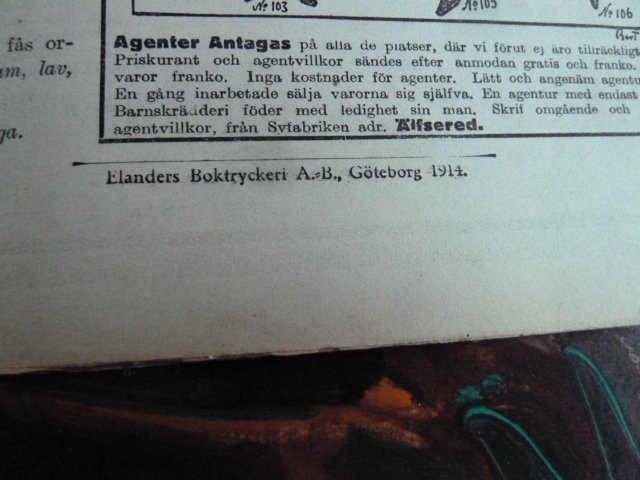 No 103
No 105
No 106
fås or-
am, lav,
ga.
Agenter Antagas på alla de platser, där vi förut ej äro tillräckligt
Priskurant och agentvillkor sändes efter anmodan gratis och franko.
varor franko. Inga kostnader för agenter. Lätt och angenäm agentu
En gång inarbetade sälja varorna sig själfva. En agentur med endast
Barnskrädderi föder med ledighet sin man. Skrif omgående och
agentvillkor, från Syfabriken adr. Älfsered.
Elanders Boktryckeri A.-B., Göteborg 1914.